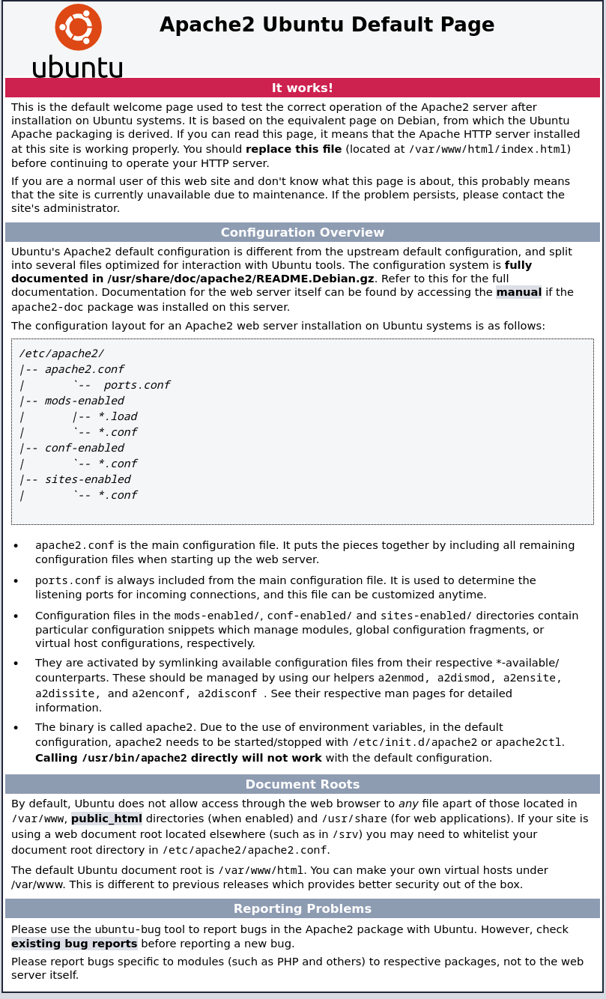 Apache2 Ubuntu Default Page
ubuntu
It works!
This is the default welcome page used to test the correct operation of the Apache2 server after
installation on Ubuntu systems. It is based on the equivalent page on Debian, from which the Ubuntu
Apache packaging is derived. If you can read this page, it means that the Apache HTTP server installed
at this site is working properly. You should replace this file (located at /var/www/html/index.html)
before continuing to operate your HTTP server.
If you are a normal user of this web site and don't know what this page is about, this probably means
that the site is currently unavailable due to maintenance. If the problem persists, please contact the
site's administrator.
Configuration Overview
Ubuntu's Apache2 default configuration is different from the upstream default configuration, and split
into several files optimized for interaction with Ubuntu tools. The configuration system is fully
documented in /usr/share/doc/apache2/README.Debian.gz. Refer to this for the full
documentation. Documentation for the web server itself can be found by accessing the manual if the
apache2-doc package was installed on this server.
The configuration layout for an Apache2 web server installation on Ubuntu systems is as follows:
/etc/apache2/
|-- apache2.conf
|       `--  ports.conf
|-- mods-enabled
|       |-- *.load
|       `-- *.conf
|-- conf-enabled
|       `-- *.conf
|-- sites-enabled
|       `-- *.conf
• apache2.conf is the main configuration file. It puts the pieces together by including all remaining
configuration files when starting up the web server.
• ports.conf is always included from the main configuration file. It is used to determine the
listening ports for incoming connections, and this file can be customized anytime.
• Configuration files in the mods-enabled/, conf-enabled/ and sites-enabled/ directories contain
particular configuration snippets which manage modules, global configuration fragments, or
virtual host configurations, respectively.
• They are activated by symlinking available configuration files from their respective *-available/
counterparts. These should be managed by using our helpers a2enmod, a2dismod, a2ensite,
a2dissite, and a2enconf, a2disconf . See their respective man pages for detailed
information.
• The binary is called apache2. Due to the use of environment variables, in the default
configuration, apache2 needs to be started/stopped with /etc/init.d/apache2 or apache2ctl.
Calling /usr/bin/apache2 directly will not work with the default configuration.
Document Roots
By default, Ubuntu does not allow access through the web browser to any file apart of those located in
/var/www, public_html directories (when enabled) and /usr/share (for web applications). If your site is
using a web document root located elsewhere (such as in /srv) you may need to whitelist your
document root directory in /etc/apache2/apache2.conf.
The default Ubuntu document root is /var/www/html. You can make your own virtual hosts under
/var/www. This is different to previous releases which provides better security out of the box.
Reporting Problems
Please use the ubuntu-bug tool to report bugs in the Apache2 package with Ubuntu. However, check
existing bug reports before reporting a new bug.
Please report bugs specific to modules (such as PHP and others) to respective packages, not to the web
server itself.